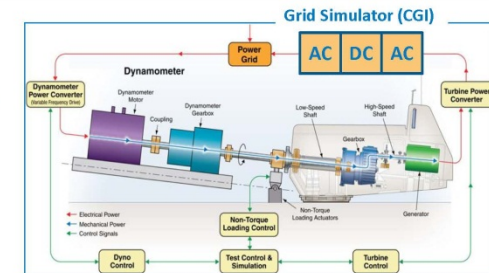 Grid Simulator (CGI)
Power
Grid
AC
DC
AC
Dynamometer
Dynamometer
Power Converter
(Variable Frequency Drive)
Dynamometer
Motor
Coupling
Dynamometer
Gearbox
Low-Speed
Shaft
High-Speed
Shaft
Gearbox
Turbine Power
Converter
Generator
Non-Torque
Loading Actuators
Non-Torque
Loading Control
Electrical Power
Mechanical Power
Control Signals
Dyno
Control
Test Control &
Simulation
Turbine
Control